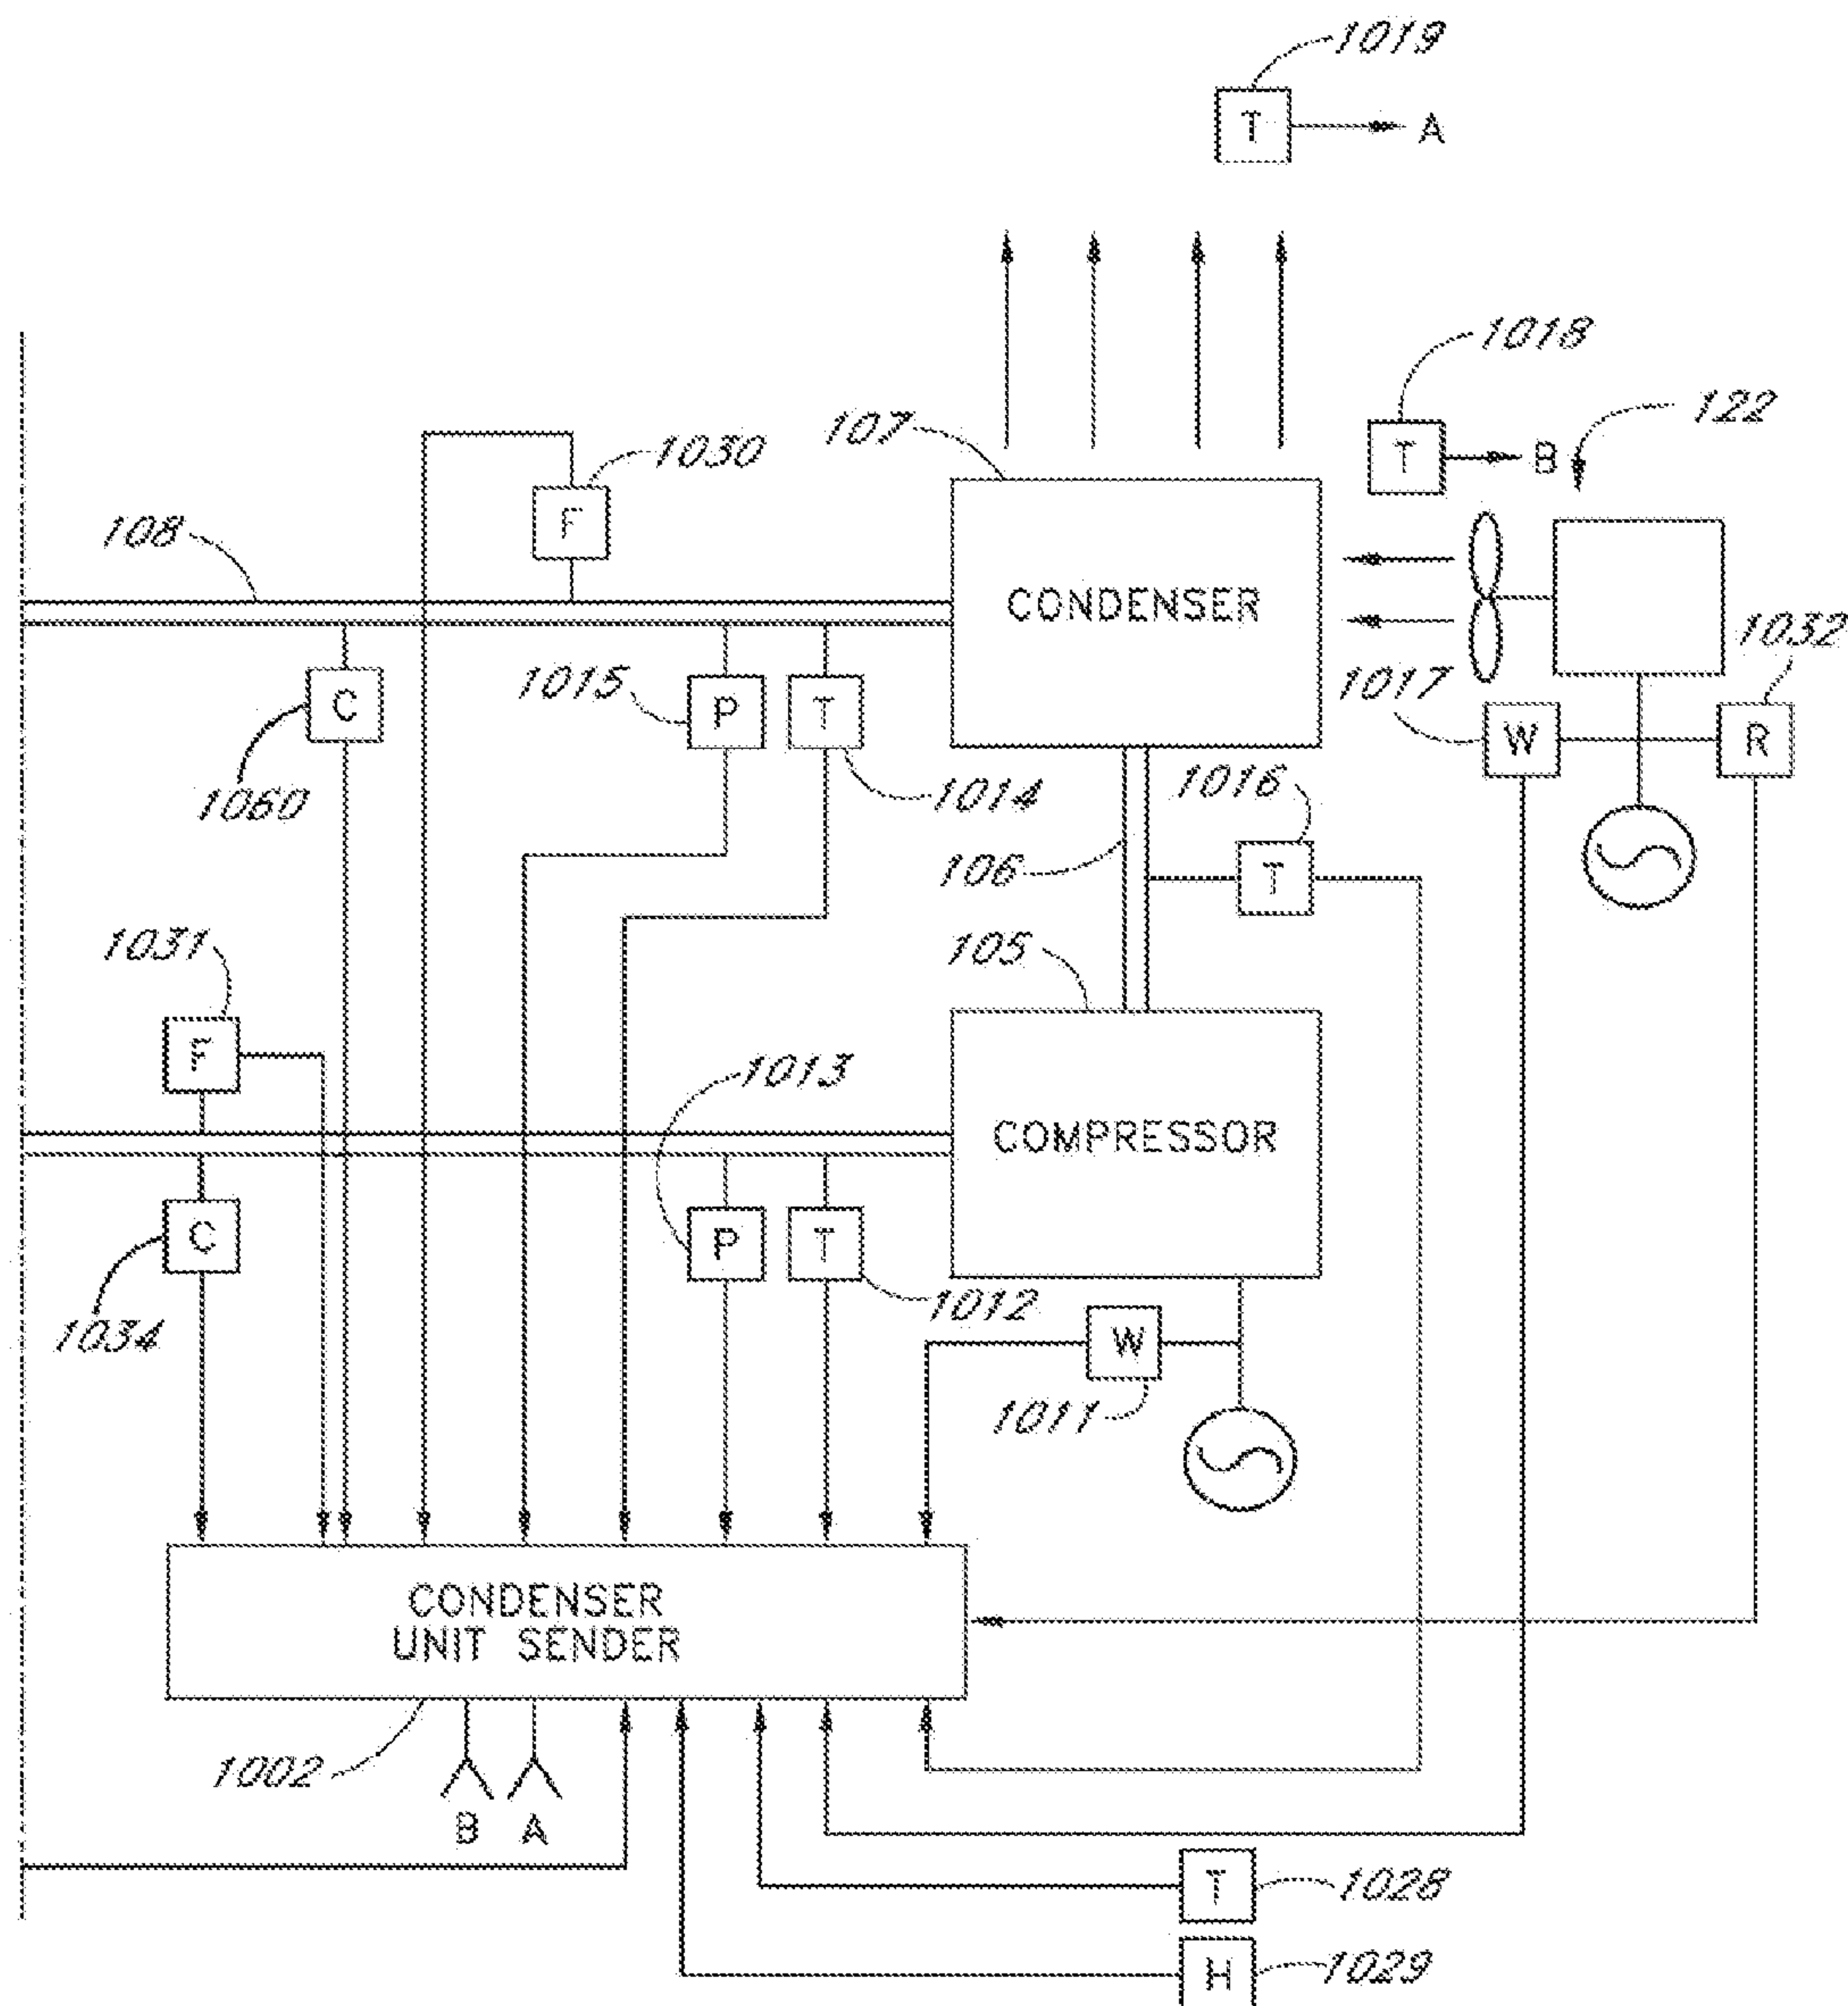 1019
T
A
1018
122
107
T
B
1030
F
108
CONDENSER
1032
1015
1017
C
P
T
W
R
1060
1014
1016
106
T
1031
105
F
1013
COMPRESSOR
C
P
T
1012
1034
W
1011
CONDENSER
UNIT SENDER
1002
B
A
T
1028
H
1029